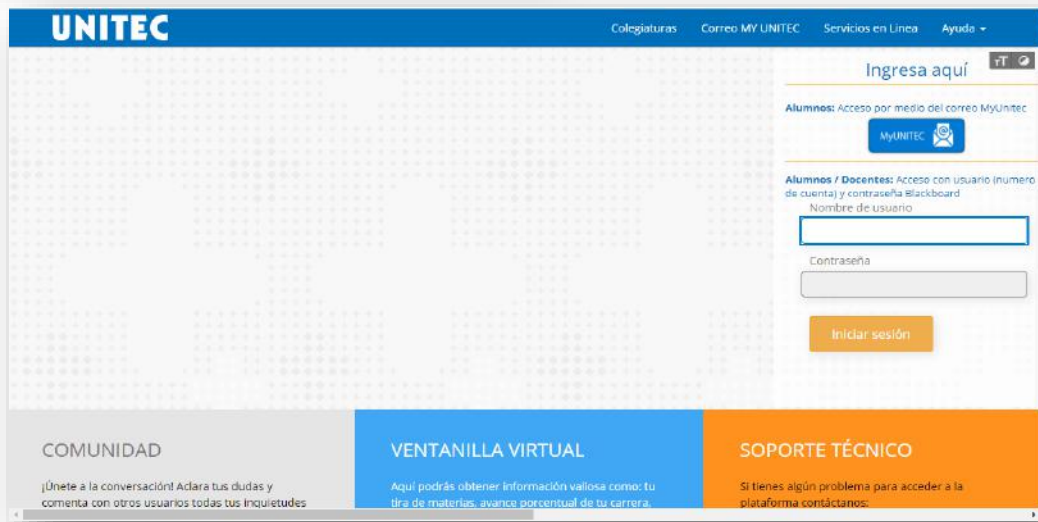 UNITEC
Colegiaturas Correo MY UNITEC Servicios en Linea Ayuda
TT
Ingresa aquí
Alumnos: Acceso por medio del correo MyUnitec
MyUNITEC
Alumnos / Docentes: Acceso con usuario (numero
de cuenta) y contraseña Blackboard
Nombre de usuario
Contraseña
Iniciar sesión
COMUNIDAD
¡Únete a la conversación! Aclara tus dudas y
comenta con otros usuarios todas tus inquietudes
VENTANILLA VIRTUAL
Aquí podrás obtener información valiosa como: tu
tira de materias, avance porcentual de tu carrera,
SOPORTE TÉCNICO
Si tienes algún problema para acceder a la
plataforma contáctanos: